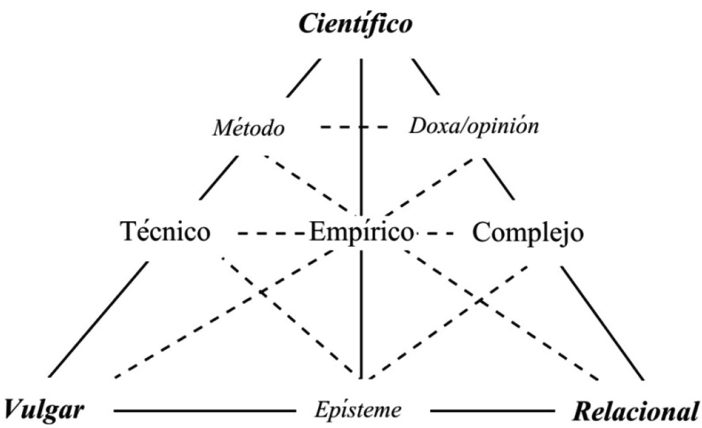 Científico
Método Doxa/opinión
Técnico Empírico Complejo
Vulgar Epísteme Relacional